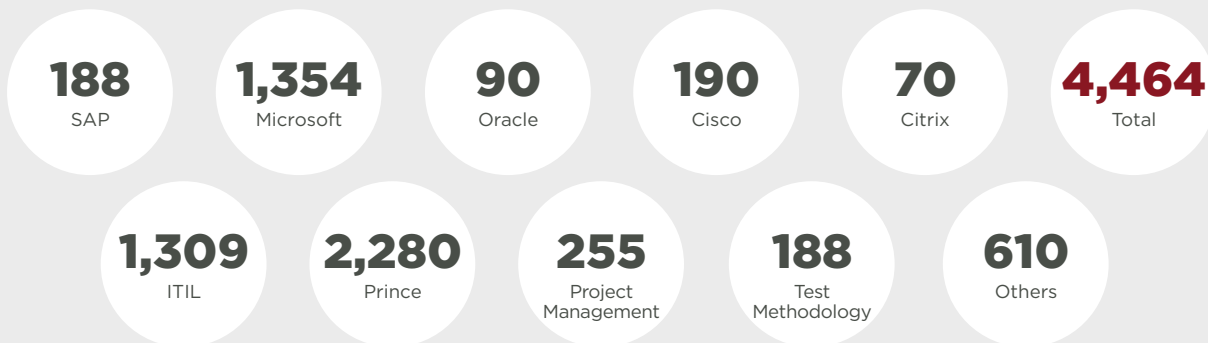 188
SAP
1,354
Microsoft
90
Oracle
190
Cisco
70
Citrix
4,464
Total
1,309
ITIL
2,280
Prince
255
Project
Management
188
Test
Methodology
610
Others